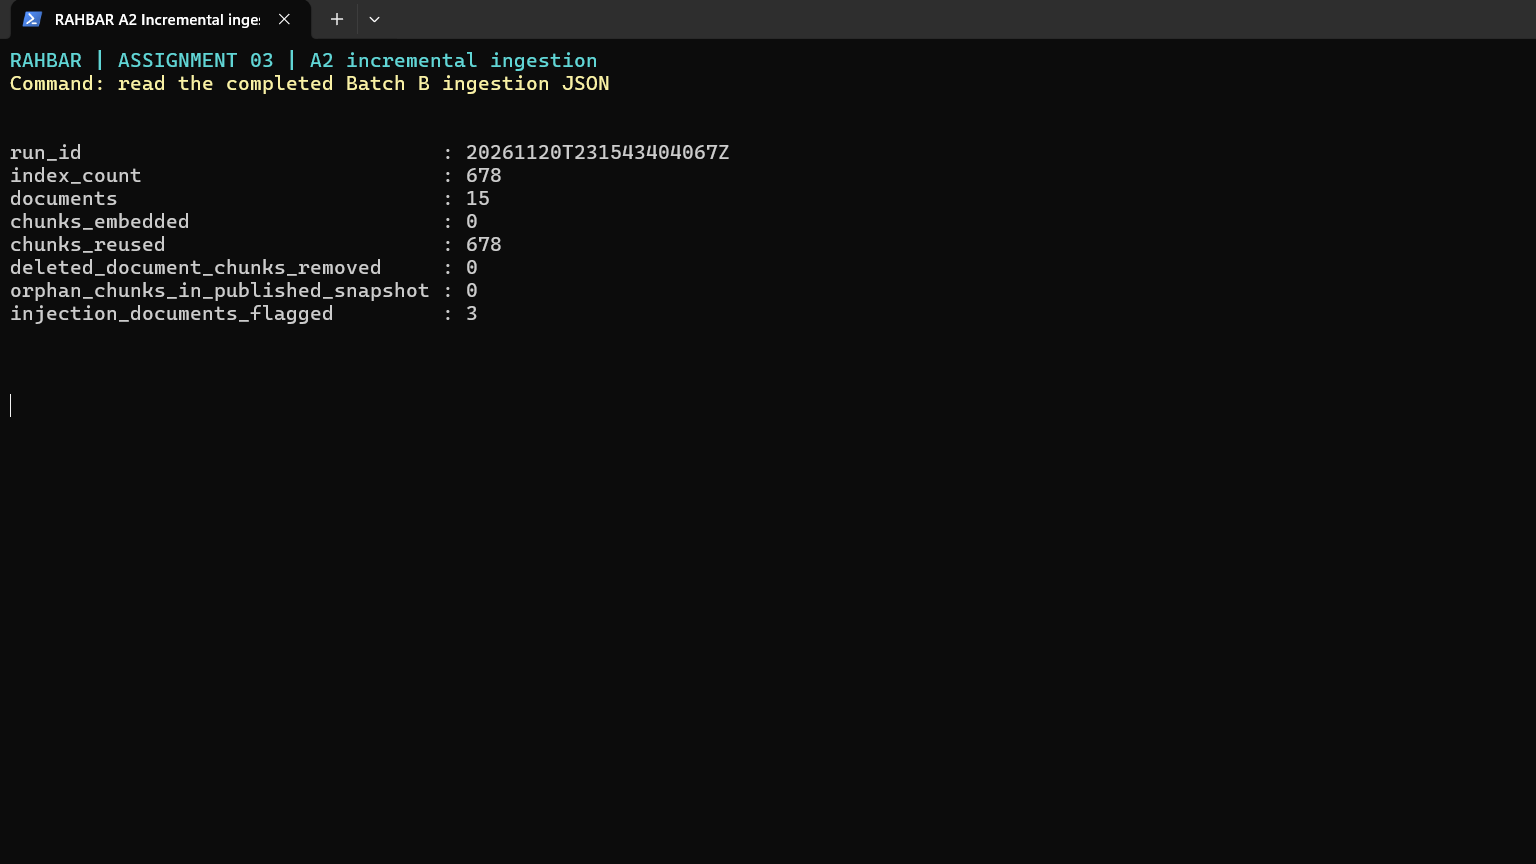 RAHBAR A2 Incremental inges
RAHBAR | ASSIGNMENT 03 | A2 incremental ingestion
Command: read the completed Batch B ingestion JSON
run_id : 20261120T231543404067Z
index_count : 678
documents : 15
chunks_embedded : 0
chunks_reused : 678
deleted_document_chunks_removed : 0
orphan_chunks_in_published_snapshot : 0
injection_documents_flagged : 3